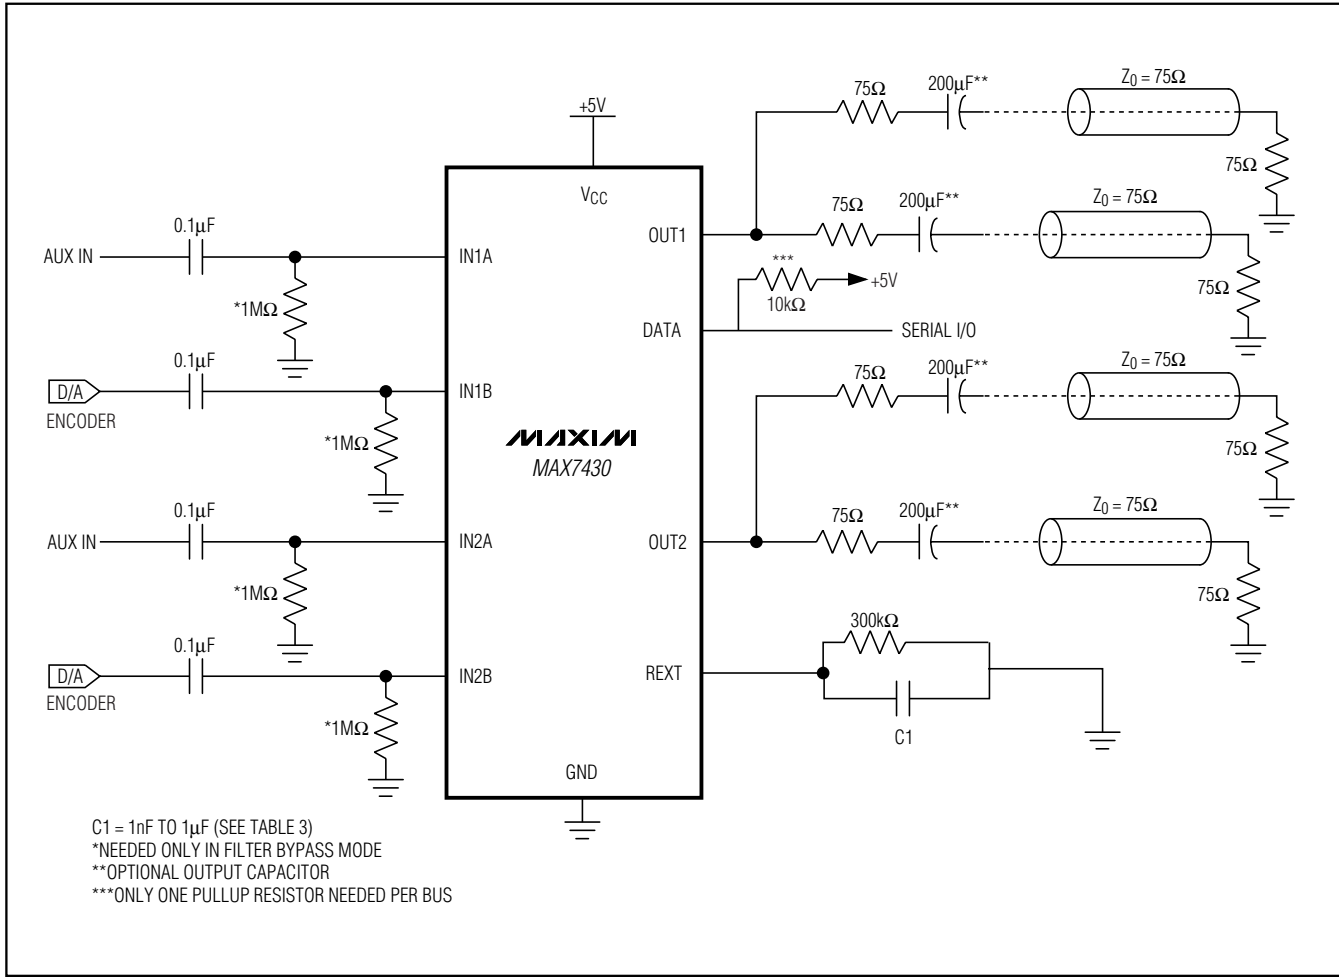 +5V
VCC
75Ω
200µF**
Z0 = 75Ω
75Ω
AUX IN
0.1µF
*1MΩ
IN1A
OUT1
75Ω
200µF**
Z0 = 75Ω
75Ω
***
10kΩ
+5V
DATA
SERIAL I/O
D/A
ENCODER
0.1µF
*1MΩ
IN1B
MAXIM
MAX7430
75Ω
200µF**
Z0 = 75Ω
75Ω
AUX IN
0.1µF
*1MΩ
IN2A
OUT2
75Ω
200µF**
Z0 = 75Ω
75Ω
D/A
ENCODER
0.1µF
*1MΩ
IN2B
REXT
300kΩ
C1
GND
C1 = 1nF TO 1µF (SEE TABLE 3)
*NEEDED ONLY IN FILTER BYPASS MODE
**OPTIONAL OUTPUT CAPACITOR
***ONLY ONE PULLUP RESISTOR NEEDED PER BUS